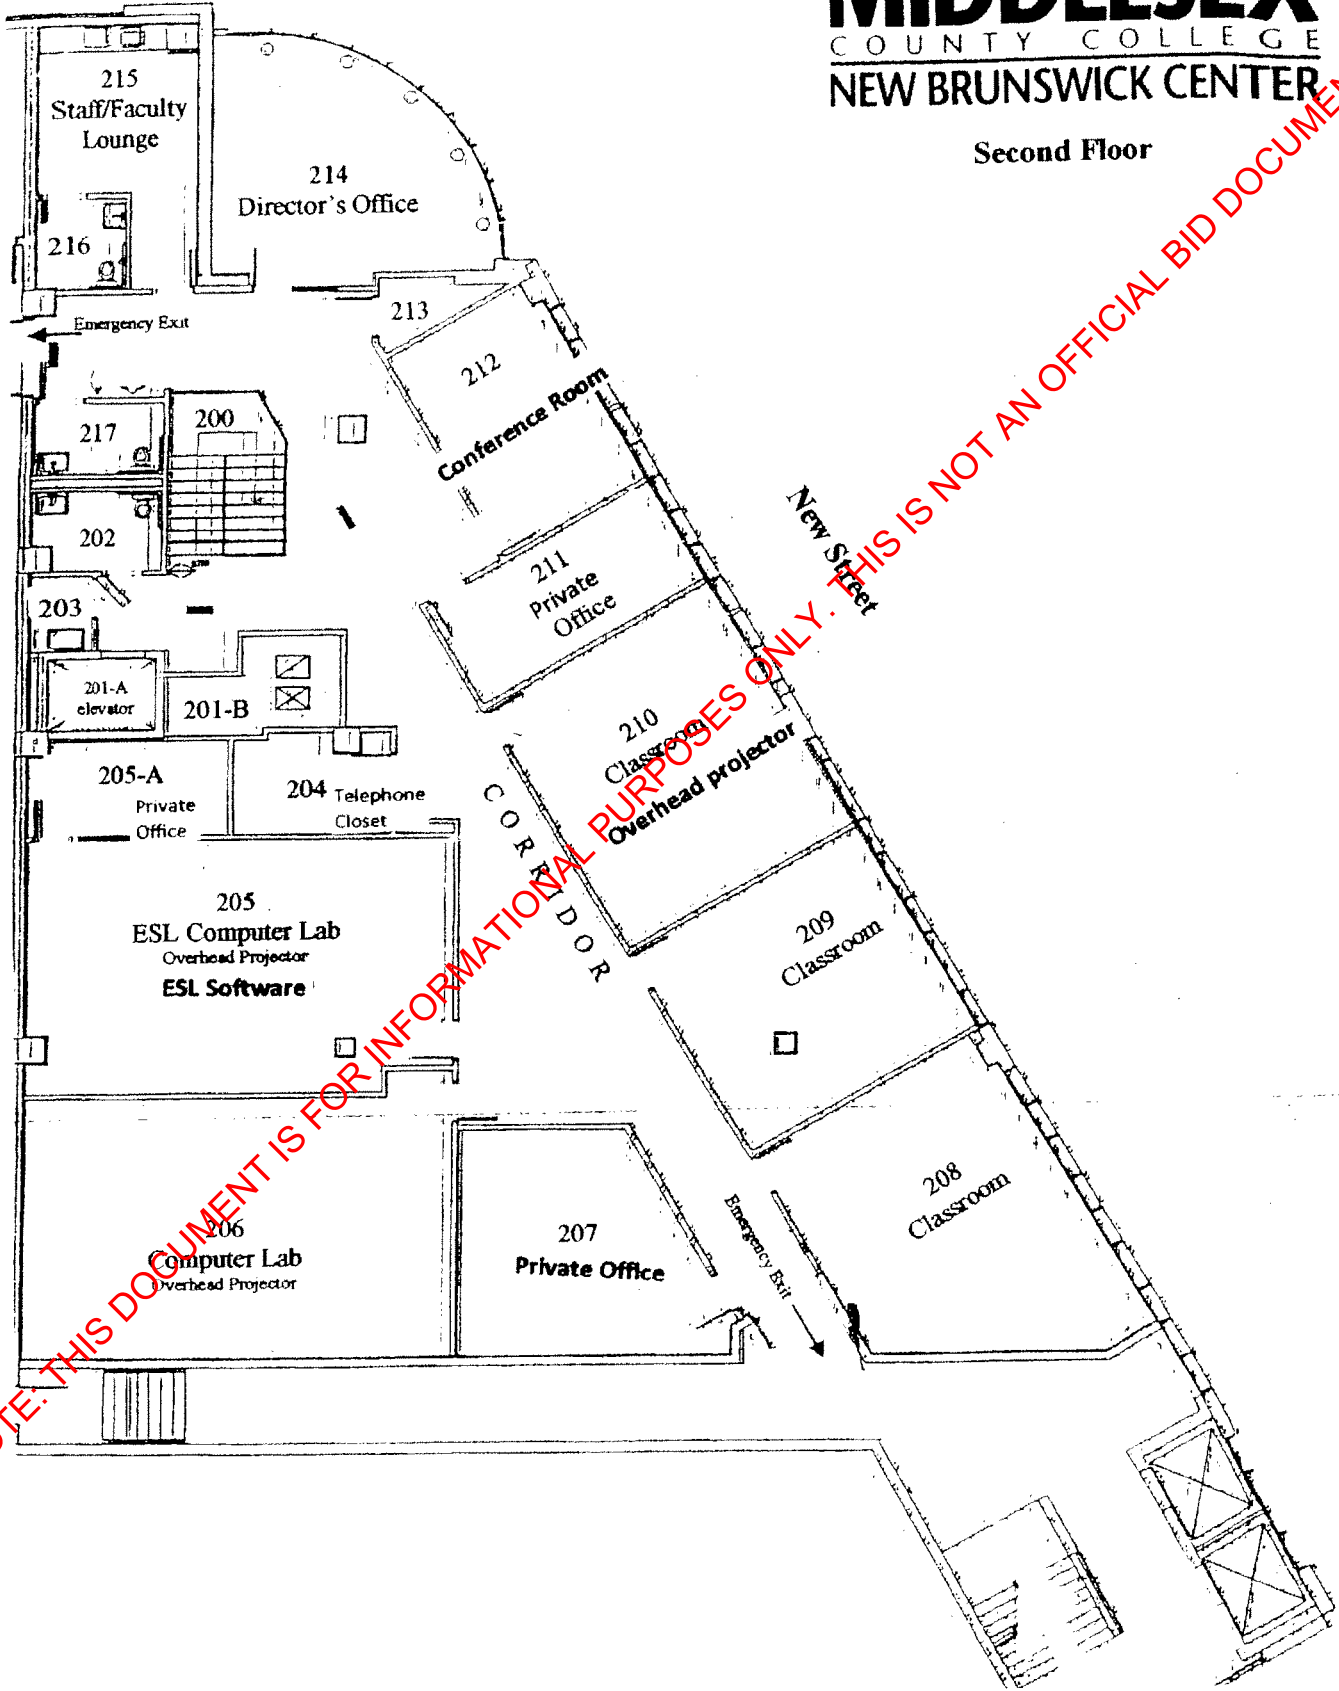 MIDDLESEX
COUNTY COLLEGE
NEW BRUNSWICK CENTER
Second Floor
215
Staff/Faculty
Lounge
214
Director's Office
216
Emergency Exit
213
212
Conference Room
217
200
202
203
211
Private
Office
New Street
201-A
elevator
201-B
210
Classroom
Overhead projector
205-A
Private
Office
204 Telephone
Closet
CORRIDOR
205
ESL Computer Lab
Overhead Projector
ESL Software
209
Classroom
208
Classroom
206
Computer Lab
Overhead Projector
207
Private Office
Emergency Exit
OTE: THIS DOCUMENT IS FOR INFORMATIONAL PURPOSES ONLY. THIS IS NOT AN OFFICIAL BID DOCUMEN